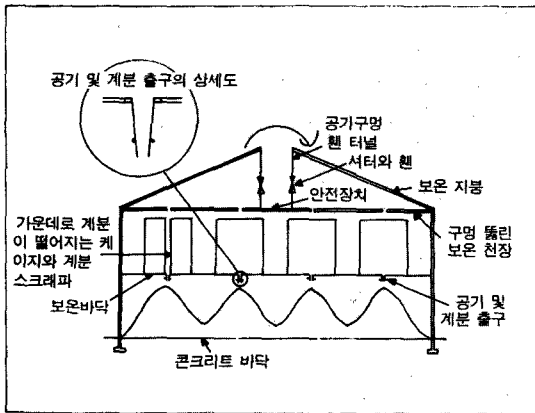 공기 및 계분 출구의 상세도
공기구멍
휀 터널
셔터와 휀
안전장치
보온 지붕
가운데로 계분
이 떨어지는 케
이지와 계분
스크래파
구멍 뚫린
보온 천장
보온바닥
공기 및
계분 출구
콘크리트 바닥